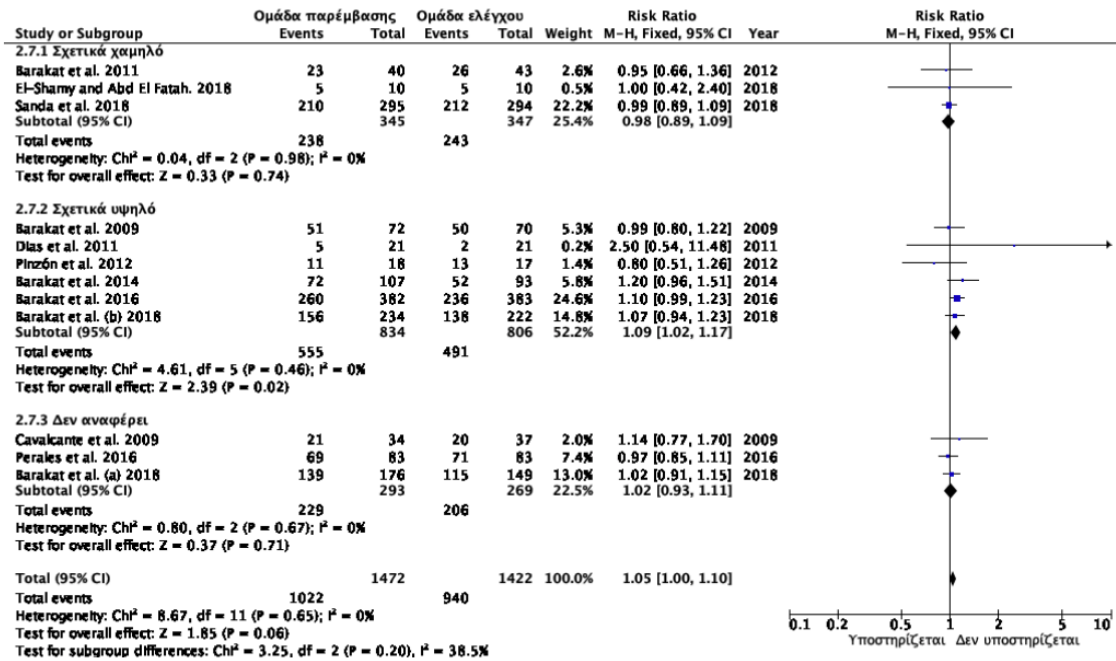 Ομάδα παρέμβασης Ομάδα ελέγχου Risk Ratio Risk Ratio
Study or Subgroup Events Total Events Total Weight M-H, Fixed, 95% CI Year M-H, Fixed, 95% CI
2.7.1 Σχετικά χαμηλό
Barakat et al. 2011 23 40 26 43 2.6% 0.95 [0.66, 1.36] 2012
El-Shamy and Abd El Fatah. 2018 5 10 5 10 0.5% 1.00 [0.42, 2.40] 2018
Sanda et al. 2018 210 295 212 294 22.2% 0.99 [0.89, 1.09] 2018
Subtotal (95% CI) 345 347 25.4% 0.98 [0.89, 1.09]
Total events 238 243
Heterogeneity: Chi² = 0.04, df = 2 (P = 0.98); I² = 0%
Test for overall effect: Z = 0.33 (P = 0.74)
2.7.2 Σχετικά υψηλό
Barakat et al. 2009 51 72 50 70 5.3% 0.99 [0.80, 1.22] 2009
Dias et al. 2011 5 21 2 21 0.2% 2.50 [0.54, 11.48] 2011
Pinzón et al. 2012 11 18 13 17 1.4% 0.80 [0.51, 1.26] 2012
Barakat et al. 2014 72 107 52 93 5.8% 1.20 [0.96, 1.51] 2014
Barakat et al. 2016 260 382 236 383 24.6% 1.10 [0.99, 1.23] 2016
Barakat et al. (b) 2018 156 234 138 222 14.8% 1.07 [0.94, 1.23] 2018
Subtotal (95% CI) 834 806 52.2% 1.09 [1.02, 1.17]
Total events 555 491
Heterogeneity: Chi² = 4.61, df = 5 (P = 0.46); I² = 0%
Test for overall effect: Z = 2.39 (P = 0.02)
2.7.3 Δεν αναφέρει
Cavalcante et al. 2009 21 34 20 37 2.0% 1.14 [0.77, 1.70] 2009
Perales et al. 2016 69 83 71 83 7.4% 0.97 [0.85, 1.11] 2016
Barakat et al. (a) 2018 139 176 115 149 13.0% 1.02 [0.91, 1.15] 2018
Subtotal (95% CI) 293 269 22.5% 1.02 [0.93, 1.11]
Total events 229 206
Heterogeneity: Chi² = 0.80, df = 2 (P = 0.67); I² = 0%
Test for overall effect: Z = 0.37 (P = 0.71)
Total (95% CI) 1472 1422 100.0% 1.05 [1.00, 1.10]
Total events 1022 940
Heterogeneity: Chi² = 8.67, df = 11 (P = 0.65); I² = 0%
Test for overall effect: Z = 1.85 (P = 0.06)
Test for subgroup differences: Chi² = 3.25, df = 2 (P = 0.20), I² = 38.5%
0.1 0.2 0.5 1 2 5 10
Υποστηρίζεται Δεν υποστηρίζεται